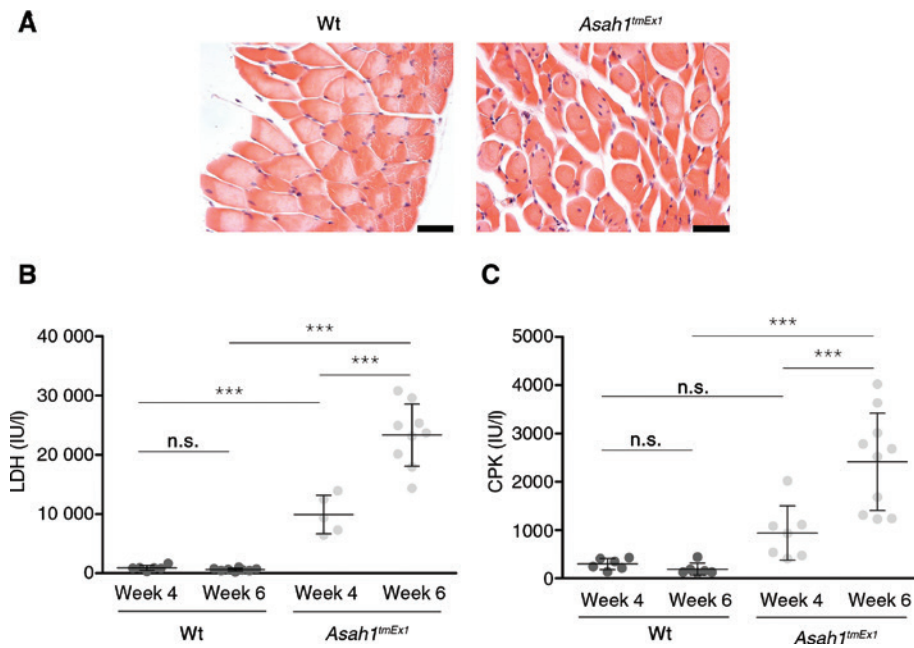 A
Wt
Asah1tmEx1
B
LDH (IU/l)
40 000
30 000
20 000
10 000
0
***
***
***
n.s.
Week 4 Week 6 Week 4 Week 6
Wt
Asah1tmEx1
C
CPK (IU/l)
5000
4000
3000
2000
1000
0
***
***
n.s.
n.s.
Week 4 Week 6 Week 4 Week 6
Wt
Asah1tmEx1